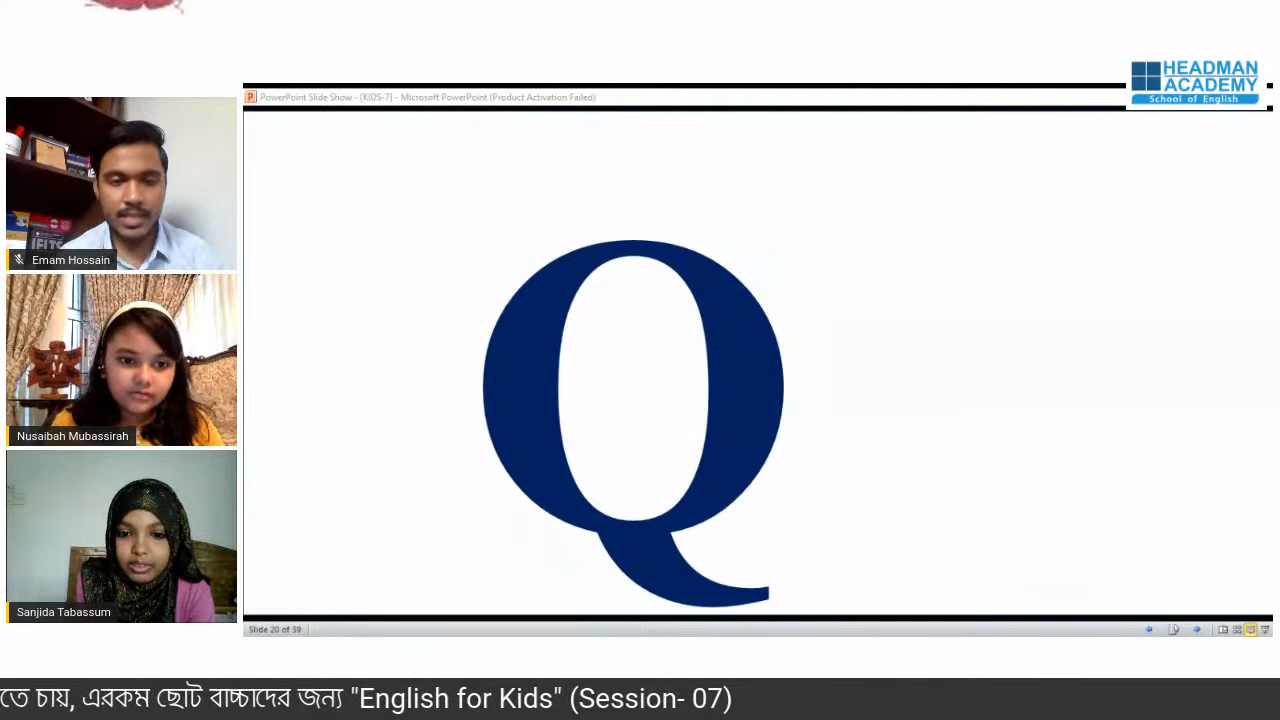 HEADMAN
ACADEMY
School of English
PowerPoint Slide Show - [KIDS-7] - Microsoft PowerPoint (Product Activation Failed)
IELTS
Emam Hossain
Nusaibah Mubassirah
Sanjida Tabassum
Q
Slide 20 of 39
তে চায়, এরকম ছোট বাচ্চাদের জন্য "English for Kids" (Session- 07)